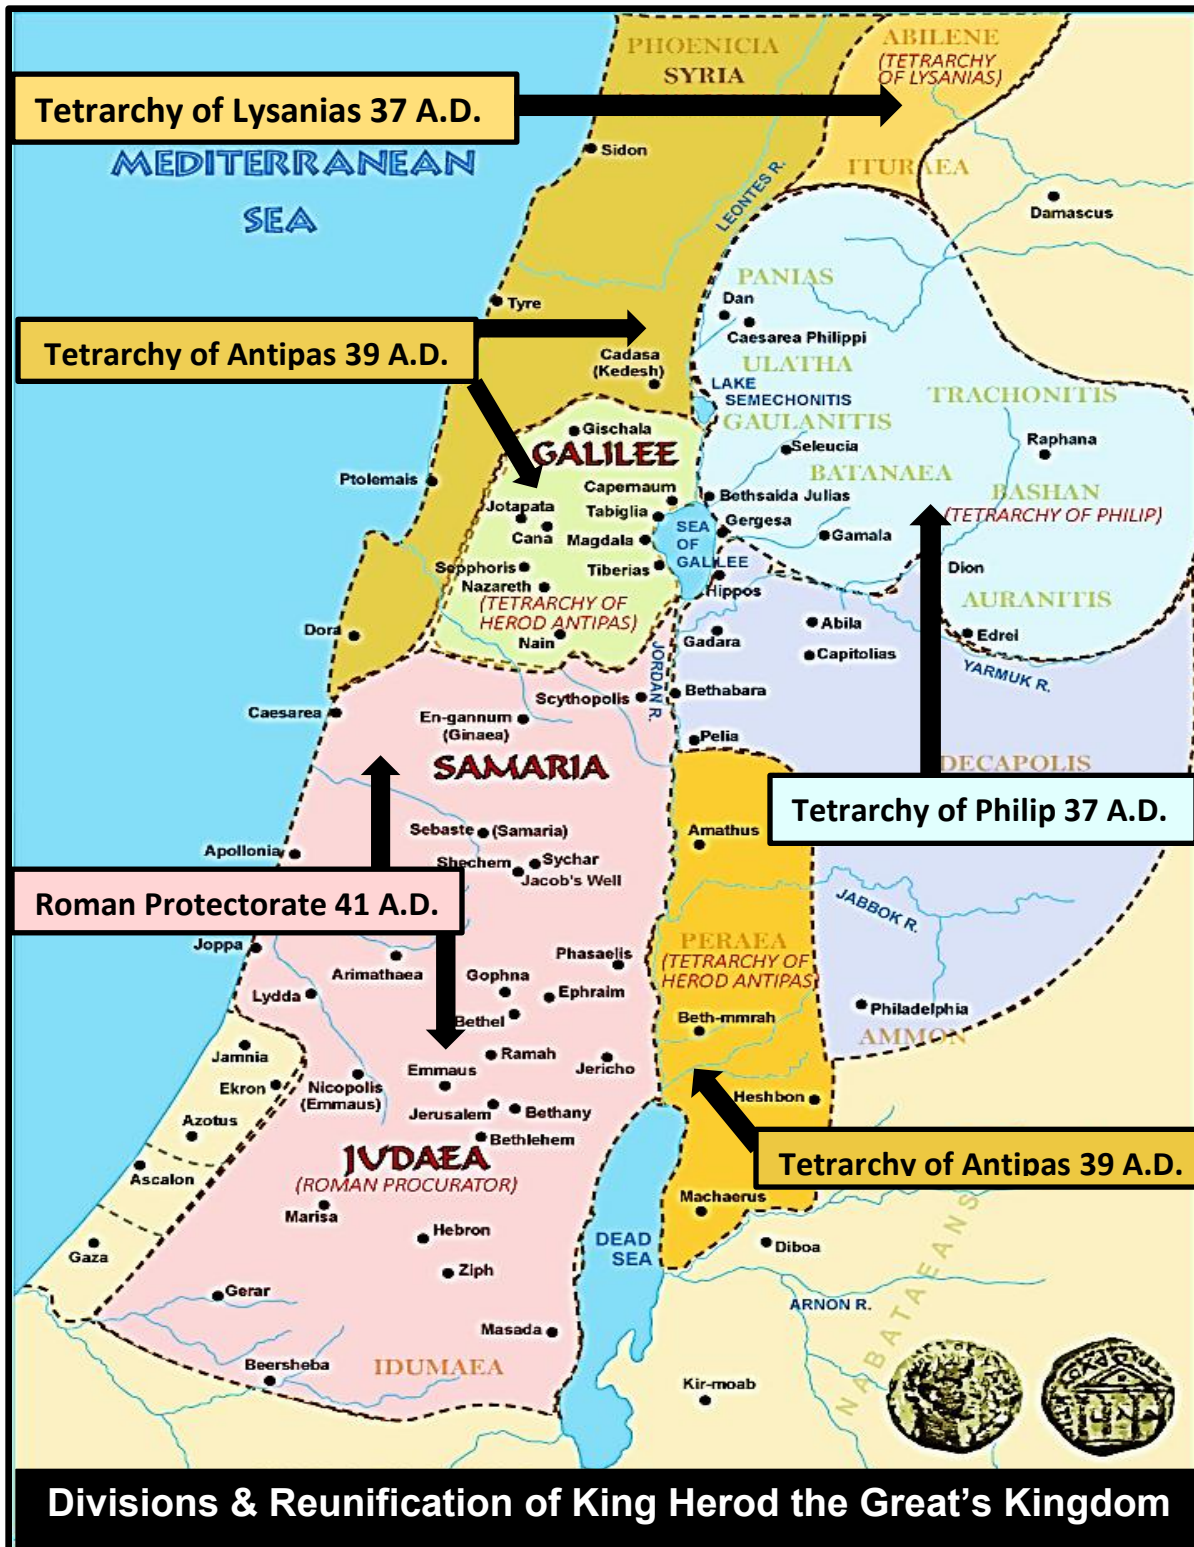 PHOENICIA
SYRIA
ABILENE
(TETRARCHY
OF LYSANIAS)
Tetrarchy of Lysanias 37 A.D.
MEDITERRANEAN
SEA
Sidon
LEONTES R.
ITURAEA
Damascus
PANIAS
Dan
Tyre
Caesarea Philippi
Tetrarchy of Antipas 39 A.D.
Cadasa
(Kedesh)
ULATHA
LAKE
SEMECHONITIS
TRACHONITIS
GAULANITIS
Gischala
GALILEE
Seleucia
Raphana
Ptolemais
BATANAEA
Capernaum
Bethsaida Julias
BASHAN
(TETRARCHY OF PHILIP)
Jotapata
Tabiglia
Cana
Magdala
SEA
OF
GALILEE
Gergesa
Gamala
Sepphoris
Tiberias
Dion
Nazareth
Hippos
(TETRARCHY OF
HEROD ANTIPAS)
AURANITIS
Dora
Nain
Gadara
Abila
Edrei
Capitolias
JORDAN R.
YARMUK R.
Scythopolis
Bethabara
Caesarea
En-gannum
(Ginaea)
Pelia
SAMARIA
DECAPOLIS
Tetrarchy of Philip 37 A.D.
Sebaste (Samaria)
Amathus
Apollonia
Shechem
Sychar
Jacob's Well
Roman Protectorate 41 A.D.
JABBOK R.
Joppa
Arimathaea
Phasaelis
PERAEA
(TETRARCHY OF
HEROD ANTIPAS)
Gophna
Lydda
Ephraim
Bethel
Philadelphia
Beth-mmrah
AMMON
Jamnia
Ramah
Emmaus
Jericho
Ekron
Nicopolis
(Emmaus)
Heshbon
Azotus
Jerusalem
Bethany
Bethlehem
JVDAEA
(ROMAN PROCURATOR)
Tetrarchy of Antipas 39 A.D.
Ascalon
Marisa
Machaerus
Hebron
DEAD
SEA
Diboa
Gaza
Ziph
Gerar
ARNON R.
NABATAEANS
Masada
Beersheba
IDUMAEA
Kir-moab
Divisions & Reunification of King Herod the Great's Kingdom